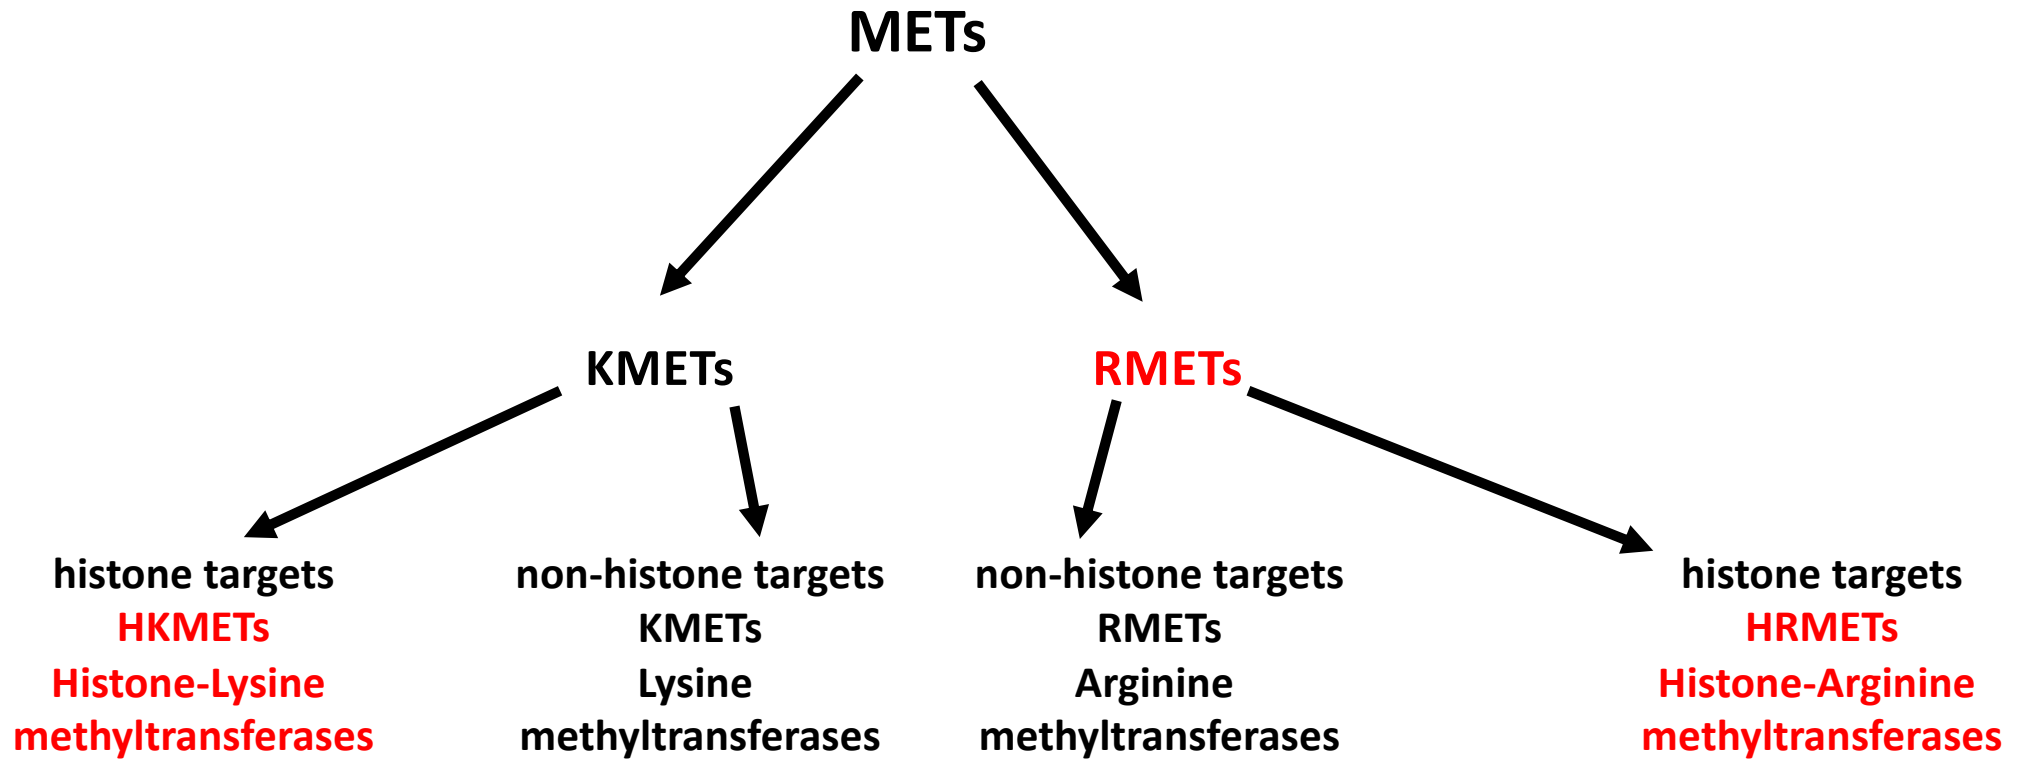 METs
KMETs
RMETs
histone targets
HKMETs
Histone-Lysine
methyltransferases
non-histone targets
KMETs
Lysine
methyltransferases
non-histone targets
RMETs
Arginine
methyltransferases
histone targets
HRMETs
Histone-Arginine
methyltransferases